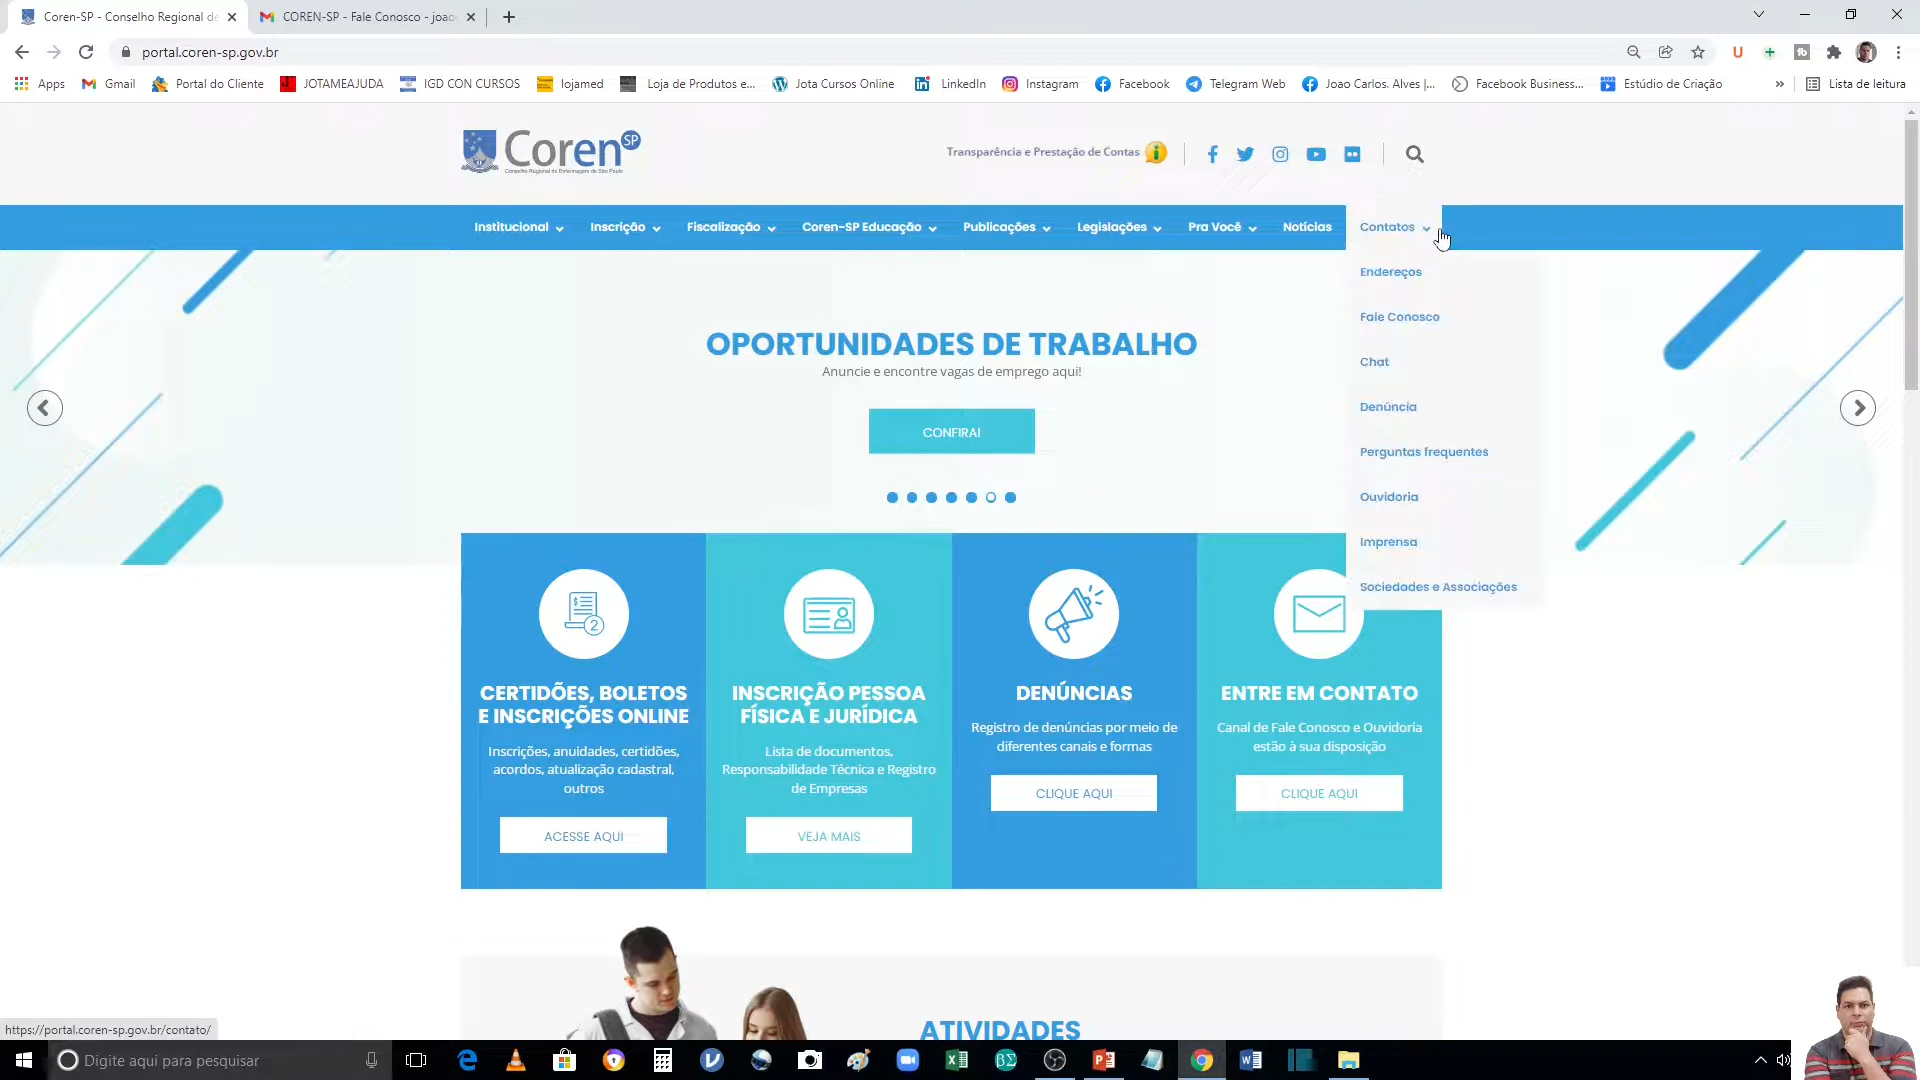 Coren-SP - Conselho Regional de
COREN-SP - Fale Conosco - joao
portal.coren-sp.gov.br
Apps
Gmail
Portal do Cliente
JOTAMEAJUDA
IGD CON CURSOS
lojamed
Loja de Produtos e...
Jota Cursos Online
LinkedIn
Instagram
Facebook
Telegram Web
Joao Carlos. Alves |...
Facebook Business...
Estúdio de Criação
»
Lista de leitura
Coren SP
Conselho Regional de Enfermagem de São Paulo
Transparência e Prestação de Contas
Institucional
Inscrição
Fiscalização
Coren-SP Educação
Publicações
Legislações
Pra Você
Notícias
Contatos
Endereços
Fale Conosco
Chat
Denúncia
Perguntas frequentes
Ouvidoria
Imprensa
Sociedades e Associações
OPORTUNIDADES DE TRABALHO
Anuncie e encontre vagas de emprego aqui!
CONFIRA!
CERTIDÕES, BOLETOS
E INSCRIÇÕES ONLINE
Inscrições, anuidades, certidões,
acordos, atualização cadastral,
outros
ACESSE AQUI
INSCRIÇÃO PESSOA
FÍSICA E JURÍDICA
Lista de documentos,
Responsabilidade Técnica e Registro
de Empresas
VEJA MAIS
DENÚNCIAS
Registro de denúncias por meio de
diferentes canais e formas
CLIQUE AQUI
ENTRE EM CONTATO
Canal de Fale Conosco e Ouvidoria
estão à sua disposição
CLIQUE AQUI
ATIVIDADES
https://portal.coren-sp.gov.br/contato/
Digite aqui para pesquisar